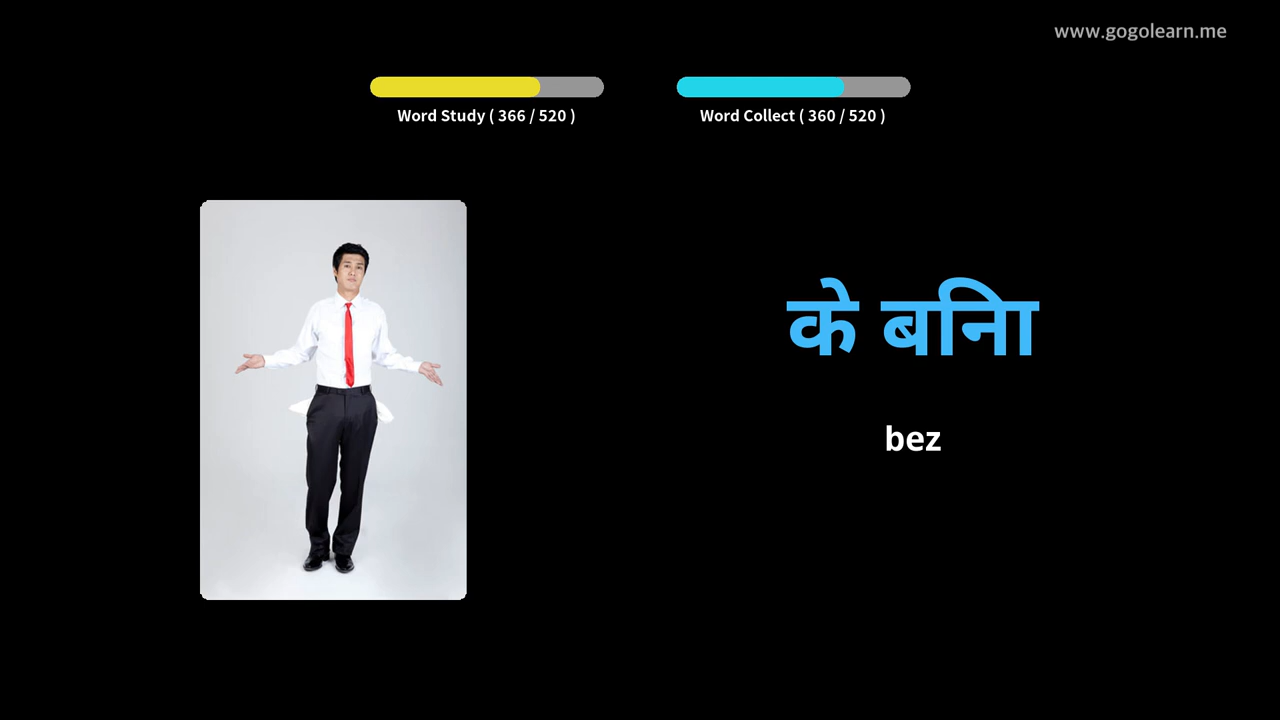 www.gogolearn.me
Word Study ( 366 / 520 )
Word Collect ( 360 / 520 )
के बिना
bez